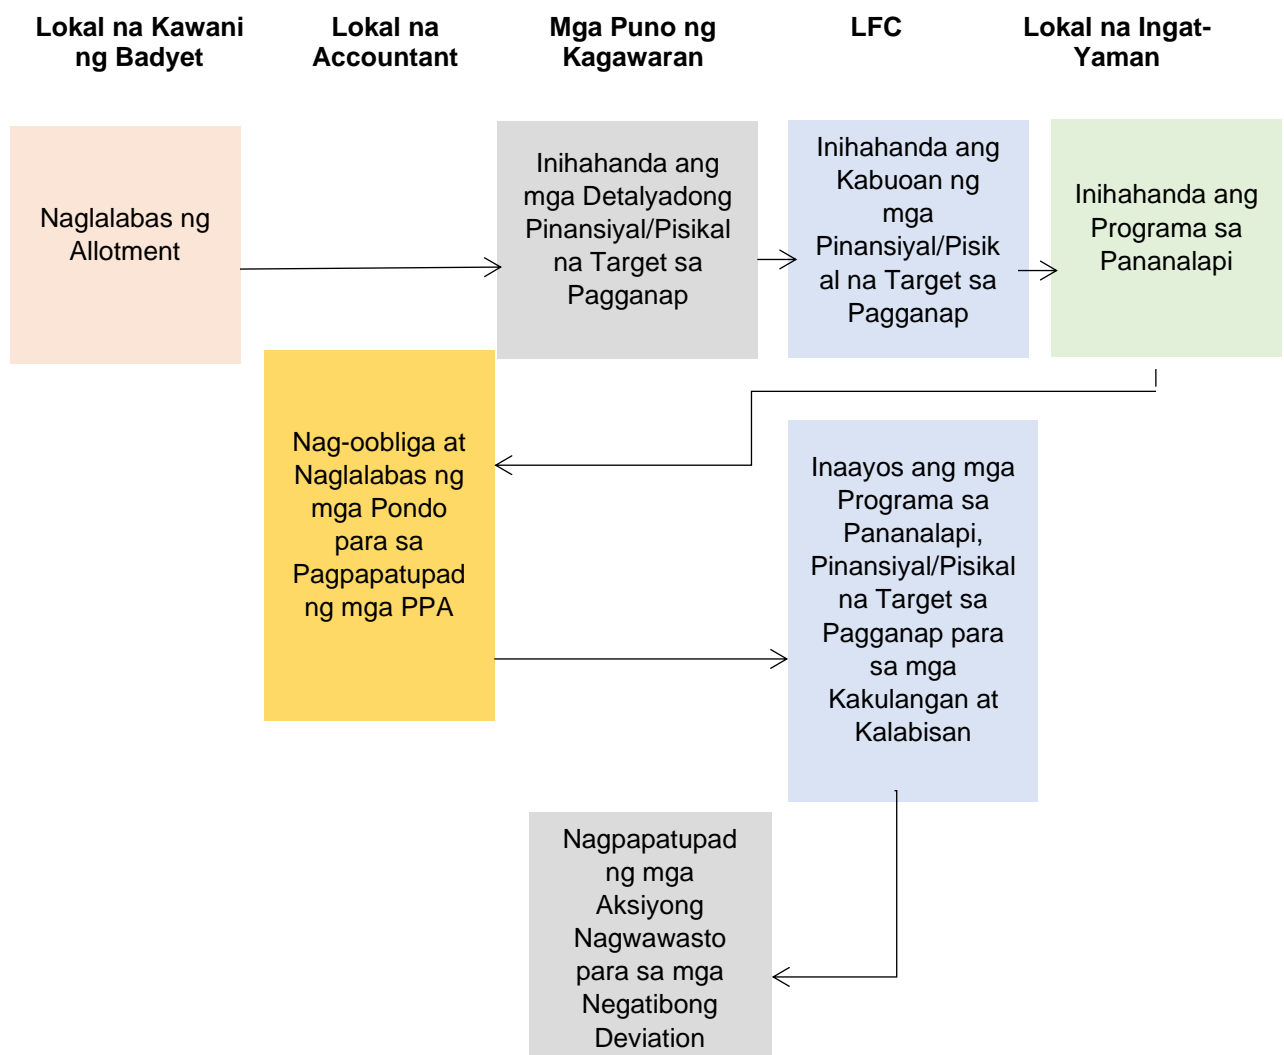 Lokal na Kawani
ng Badyet
Lokal na
Accountant
Mga Puno ng
Kagawaran
LFC
Lokal na Ingat-
Yaman
Naglalabas ng
Allotment
Inihahanda ang
mga Detalyadong
Pinansiyal/Pisikal
na Target sa
Pagganap
Inihahanda ang
Kabuoan ng
mga
Pinansiyal/Pisik
al na Target sa
Pagganap
Inihahanda ang
Programa sa
Pananalapi
Nag-oobliga at
Naglalabas ng
mga Pondo
para sa
Pagpapatupad
ng mga PPA
Inaayos ang mga
Programa sa
Pananalapi,
Pinansiyal/Pisikal
na Target sa
Pagganap para
sa mga
Kakulangan at
Kalabisan
Nagpapatupad
ng mga
Aksiyong
Nagwawasto
para sa mga
Negatibong
Deviation